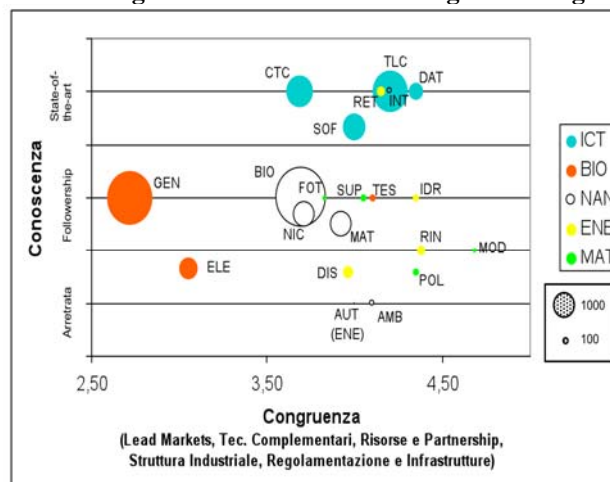 Conoscenza
State-of-
the-art
Followership
Arretrata
CTC
TLC
DAT
RET
INT
SOF
GEN
BIO
FOT
SUP
TES
IDR
NIC
MAT
RIN
MOD
ELE
DIS
POL
AUT
(ENE)
AMB
ICT
BIO
NAN
ENE
MAT
1000
100
2,50
3,50
4,50
Congruenza
(Lead Markets, Tec. Complementari, Risorse e Partnership,
Struttura Industriale, Regolamentazione e Infrastrutture)